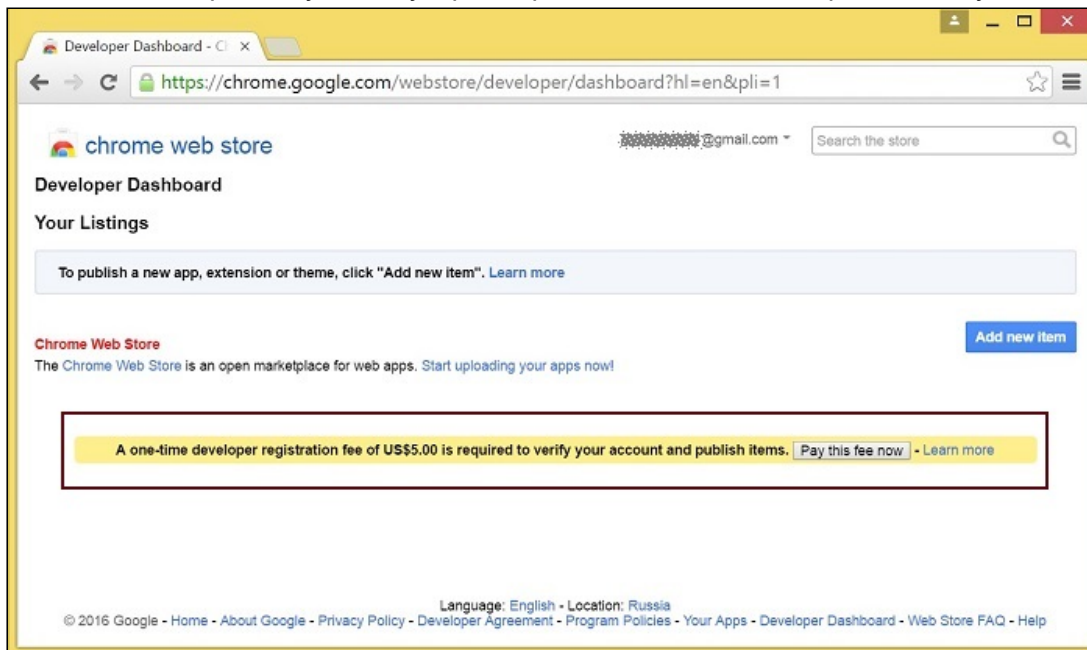 Developer Dashboard - C
https://chrome.google.com/webstore/developer/dashboard?hl=en&pli=1
chrome web store
@gmail.com
Search the store
Developer Dashboard
Your Listings
To publish a new app, extension or theme, click "Add new item". Learn more
Add new item
Chrome Web Store
The Chrome Web Store is an open marketplace for web apps. Start uploading your apps now!
A one-time developer registration fee of US$5.00 is required to verify your account and publish items. Pay this fee now - Learn more
Language: English - Location: Russia
© 2016 Google - Home - About Google - Privacy Policy - Developer Agreement - Program Policies - Your Apps - Developer Dashboard - Web Store FAQ - Help